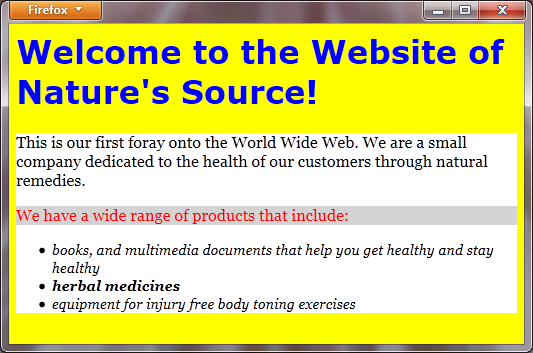 Firefox
Welcome to the Website of
Nature's Source!
This is our first foray onto the World Wide Web. We are a small
company dedicated to the health of our customers through natural
remedies.
We have a wide range of products that include:
books, and multimedia documents that help you get healthy and stay
healthy
herbal medicines
equipment for injury free body toning exercises